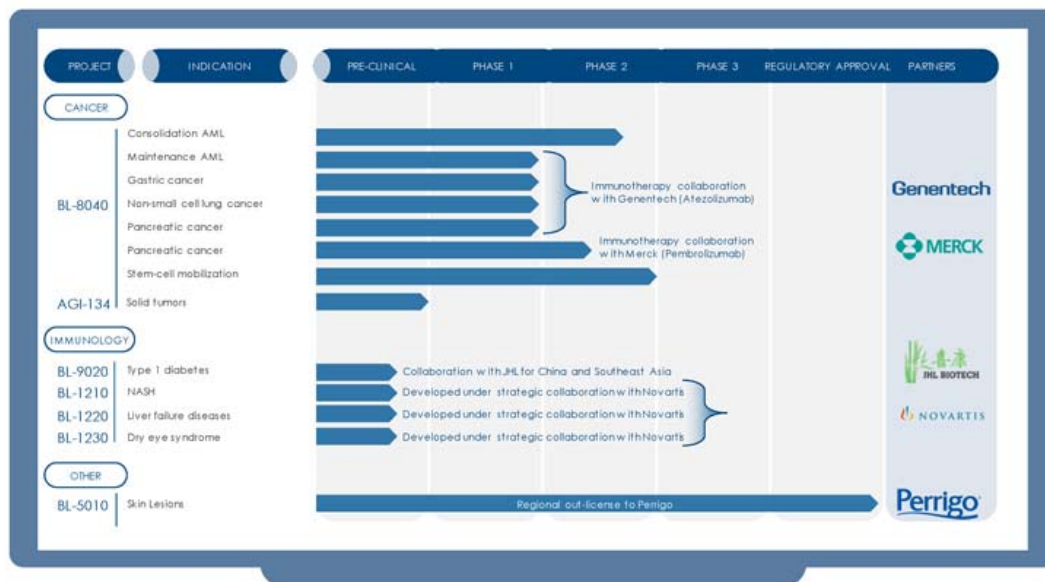 PROJECT INDICATION PRE-CLINICAL PHASE 1 PHASE 2 PHASE 3 REGULATORY APPROVAL PARTNERS
CANCER
BL-8040
Consolidation AML
Maintenance AML
Gastric cancer
Non-small cell lung cancer
Pancreatic cancer
Immunotherapy collaboration
with Genentech (Atezolizumab)
Genentech
Pancreatic cancer
Immunotherapy collaboration
with Merck (Pembrolizumab)
MERCK
Stem-cell mobilization
AGI-134 Solid tumors
IMMUNOLOGY
BL-9020 Type 1 diabetes Collaboration with JHL for China and Southeast Asia
喜康
JHL BIOTECH
BL-1210 NASH Developed under strategic collaboration with Novartis
BL-1220 Liver failure diseases Developed under strategic collaboration with Novartis
NOVARTIS
BL-1230 Dry eye syndrome Developed under strategic collaboration with Novartis
OTHER
BL-5010 Skin Lesions Regional out-license to Perrigo
Perrigo